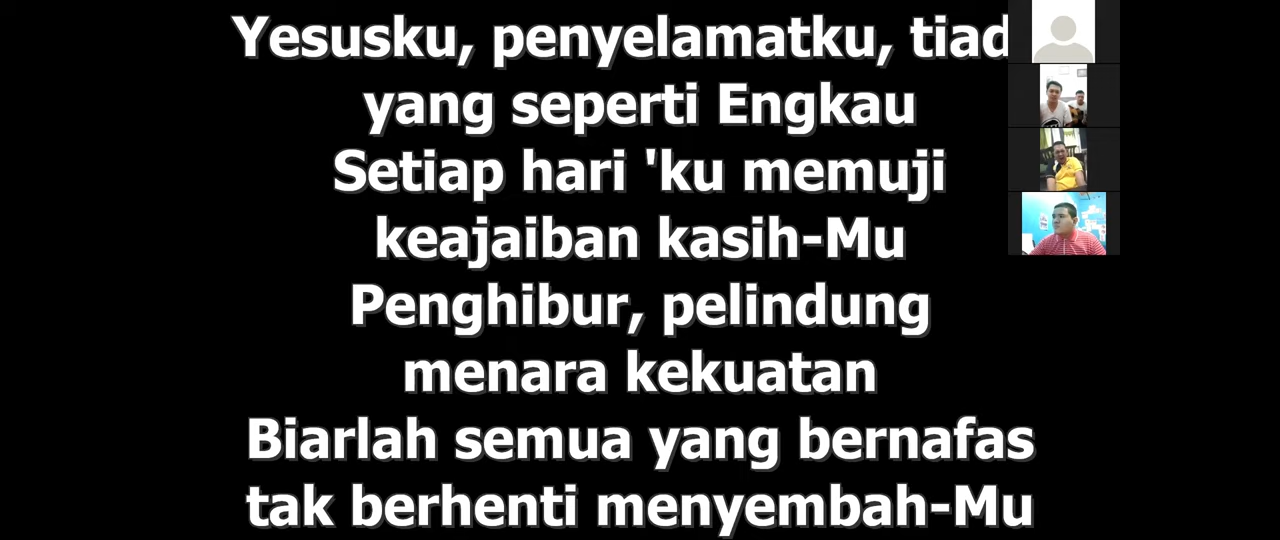 Yesusku, penyelamatku, tiad
yang seperti Engkau
Setiap hari 'ku memuji
keajaiban kasih-Mu
Penghibur, pelindung
menara kekuatan
Biarlah semua yang bernafas
tak berhenti menyembah-Mu